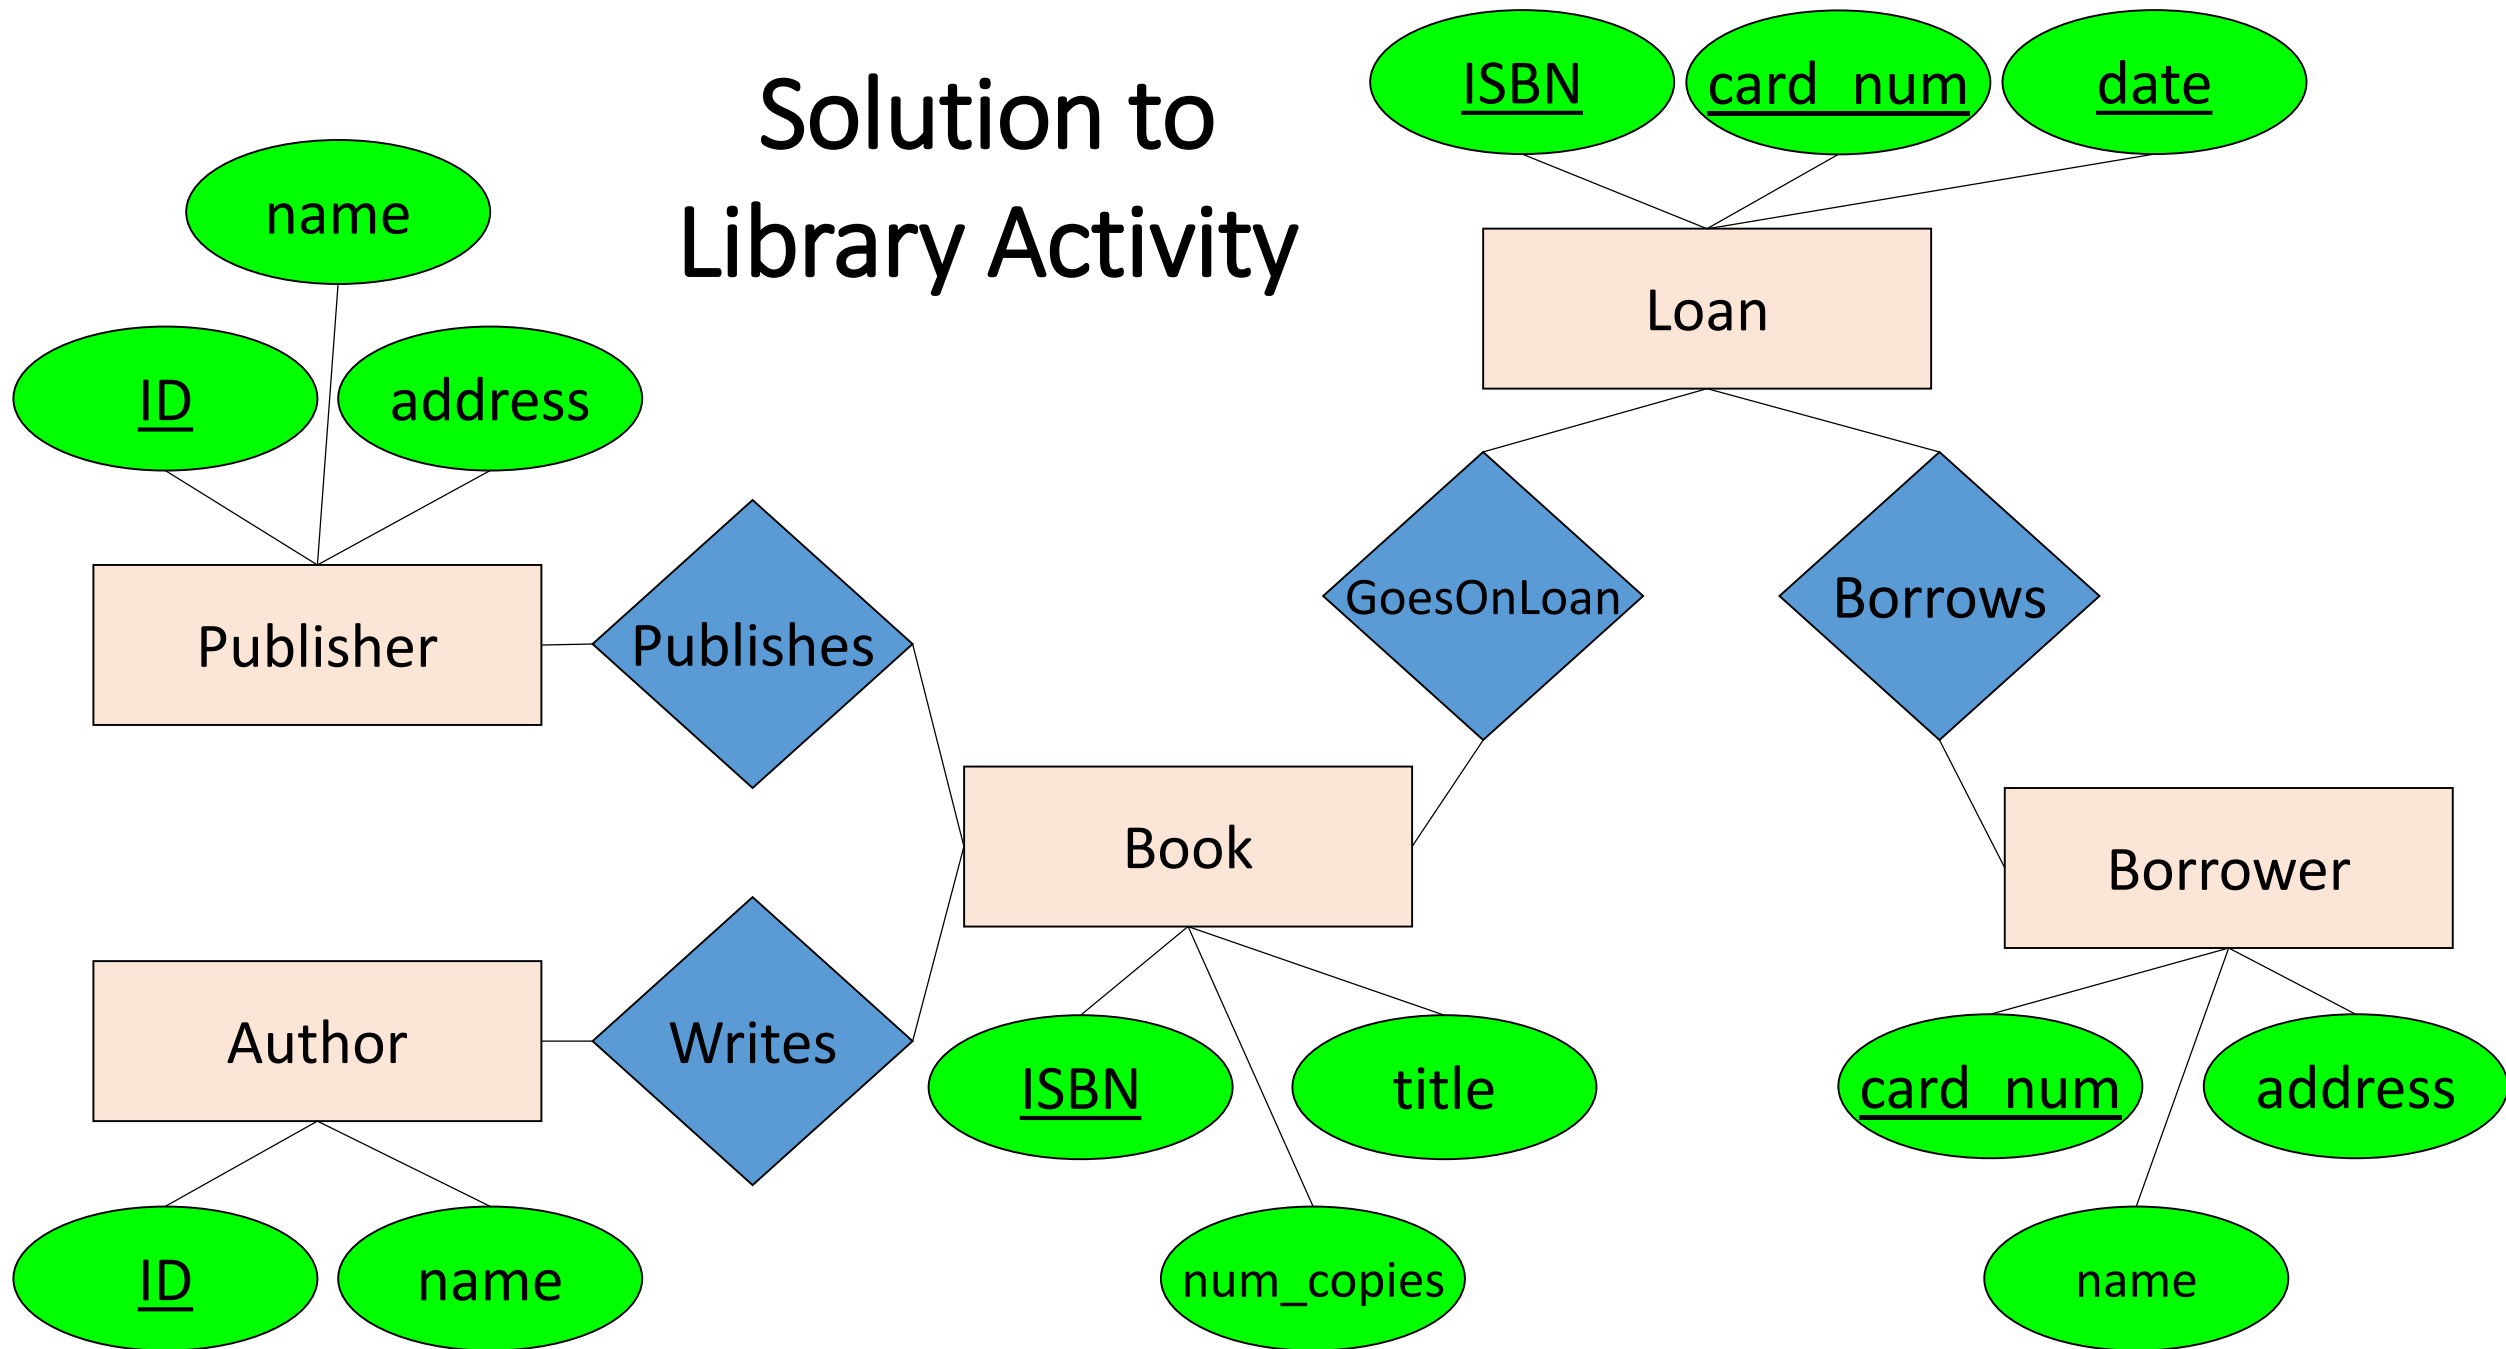 Solution to
Library Activity
ISBN
card_num
date
name
Loan
ID
address
GoesOnLoan
Borrows
Publisher
Publishes
Book
Borrower
Author
Writes
ISBN
title
card_num
address
ID
name
num_copies
name